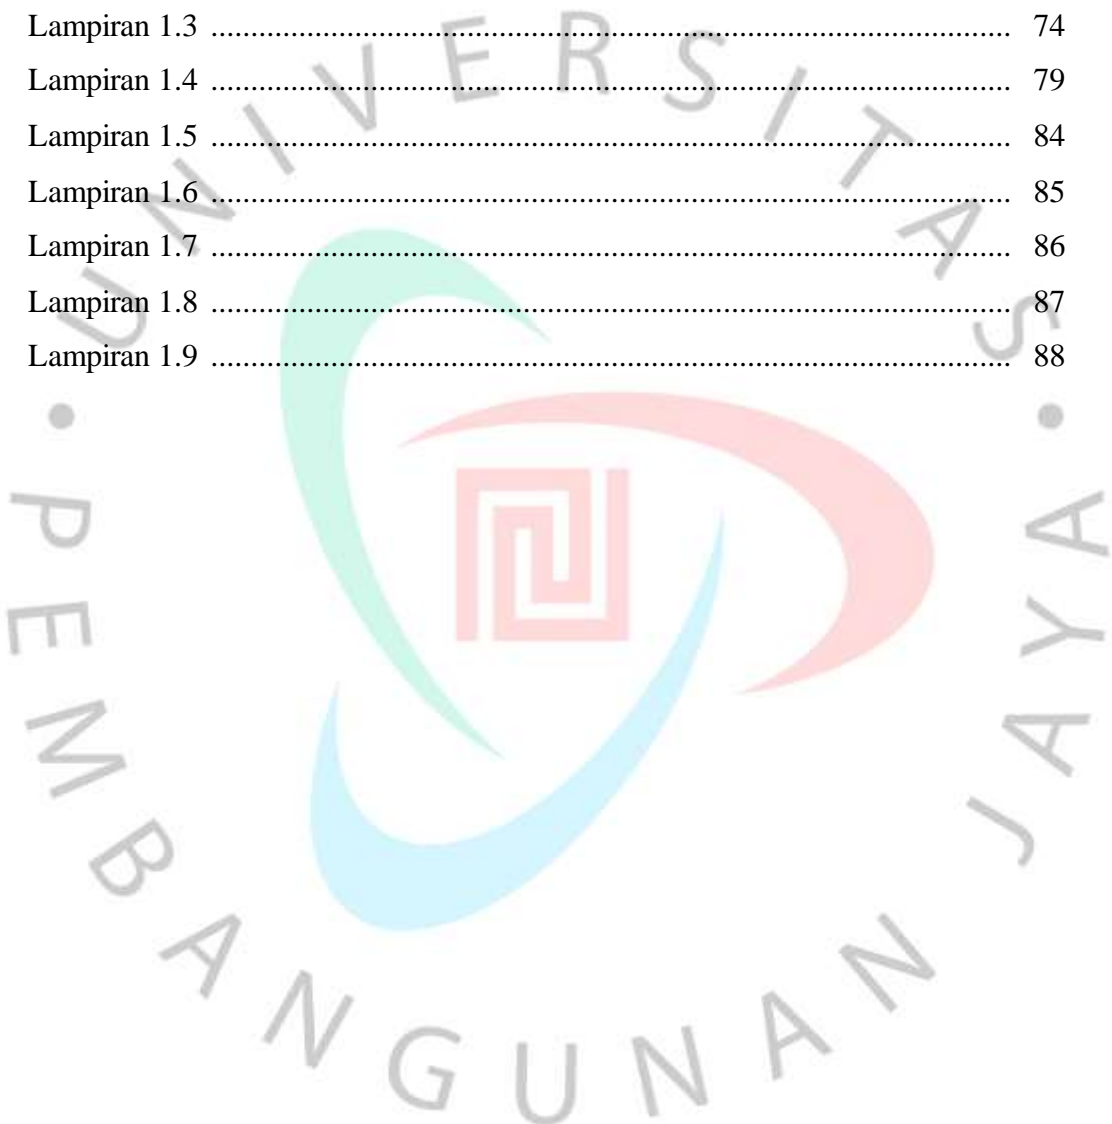 Lampiran 1.3 .................................................................................................... 74
Lampiran 1.4 .................................................................................................... 79
Lampiran 1.5 .................................................................................................... 84
Lampiran 1.6 .................................................................................................... 85
Lampiran 1.7 .................................................................................................... 86
Lampiran 1.8 .................................................................................................... 87
Lampiran 1.9 .................................................................................................... 88
UNIVERSITAS • PEMBANGUNAN JAYA •